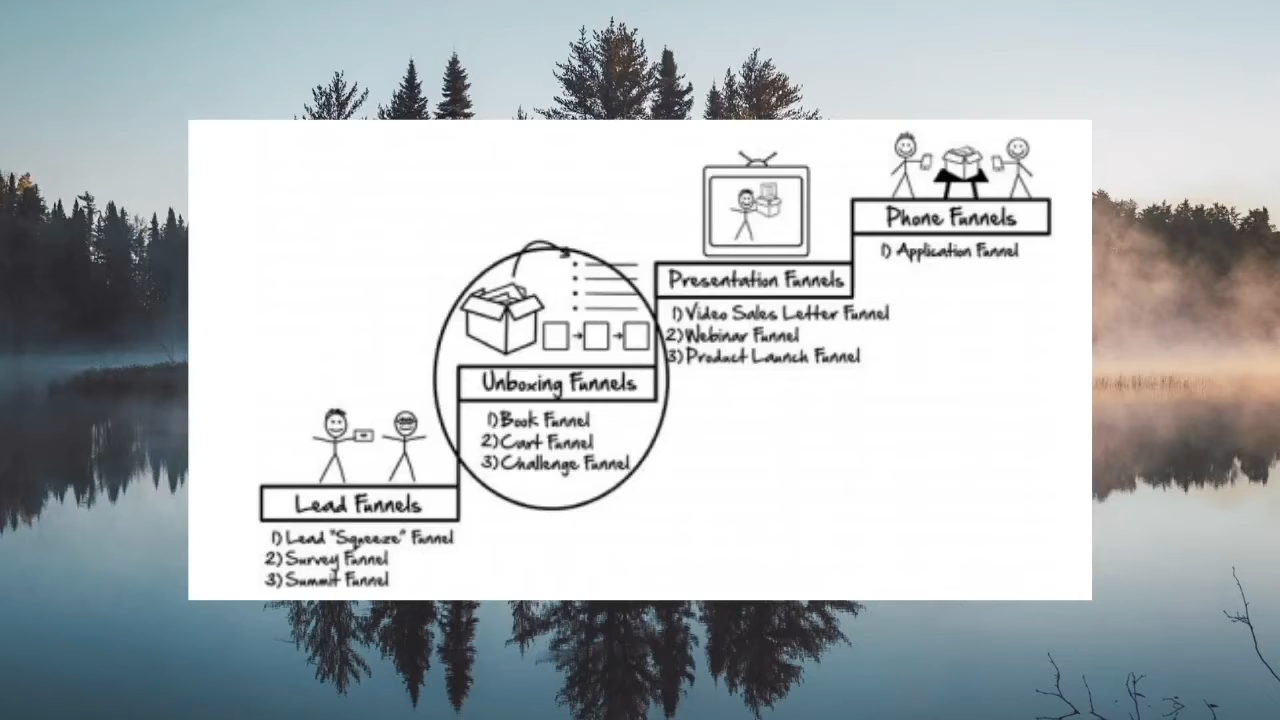 Phone Funnels
1) Application Funnel
Presentation Funnels
1) Video Sales Letter Funnel
2) Webinar Funnel
3) Product Launch Funnel
Unboxing Funnels
1) Book Funnel
2) Cart Funnel
3) Challenge Funnel
Lead Funnels
1) Lead "Squeeze" Funnel
2) Survey Funnel
3) Summit Funnel